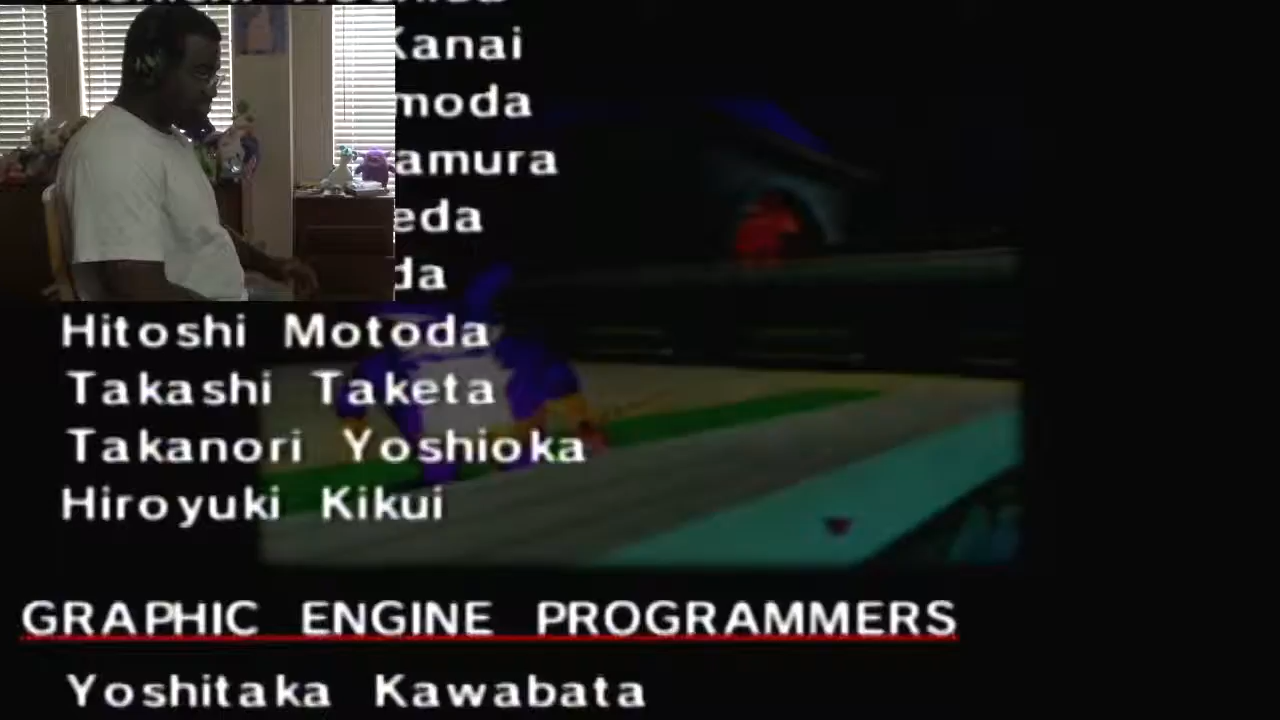 Kanai
moda
amura
eda
da
Hitoshi Motoda
Takashi Taketa
Takanori Yoshioka
Hiroyuki Kikui
GRAPHIC ENGINE PROGRAMMERS
Yoshitaka Kawabata